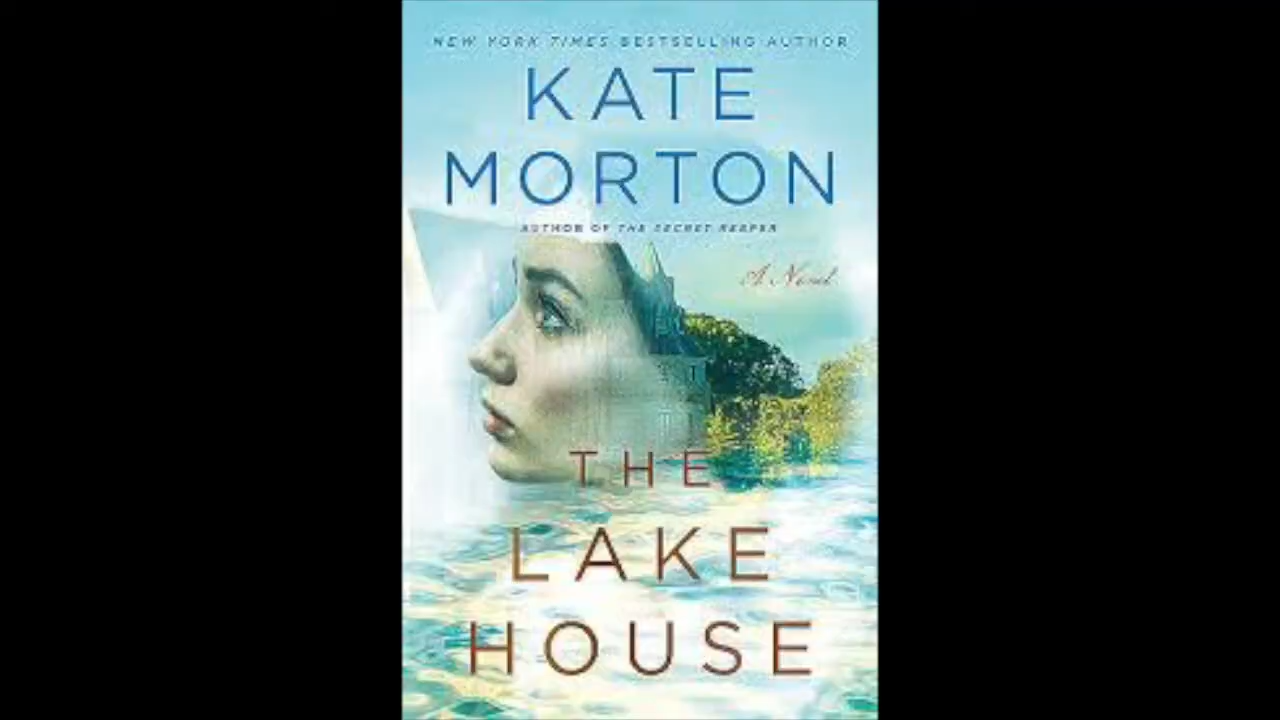 NEW YORK TIMES BESTSELLING AUTHOR
KATE
MORTON
AUTHOR OF THE SECRET KEEPER
A Novel
THE
LAKE
HOUSE